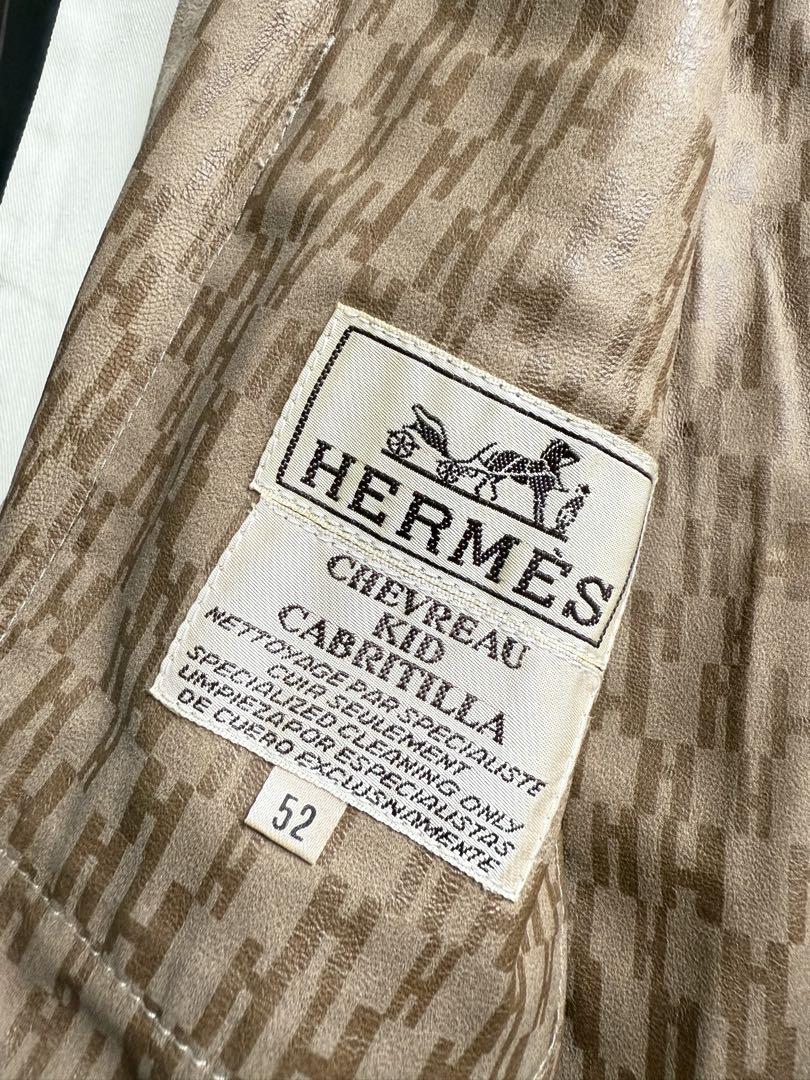 HERMÈS
CHEVREAU
KID
CABRITILLA
NETTOYAGE PAR SPECIALISTE
CUIR SEULEMENT
SPECIALIZED CLEANING ONLY
LIMPIEZA POR ESPECIALISTAS
DE CUERO EXCLUSIVAMENTE
52